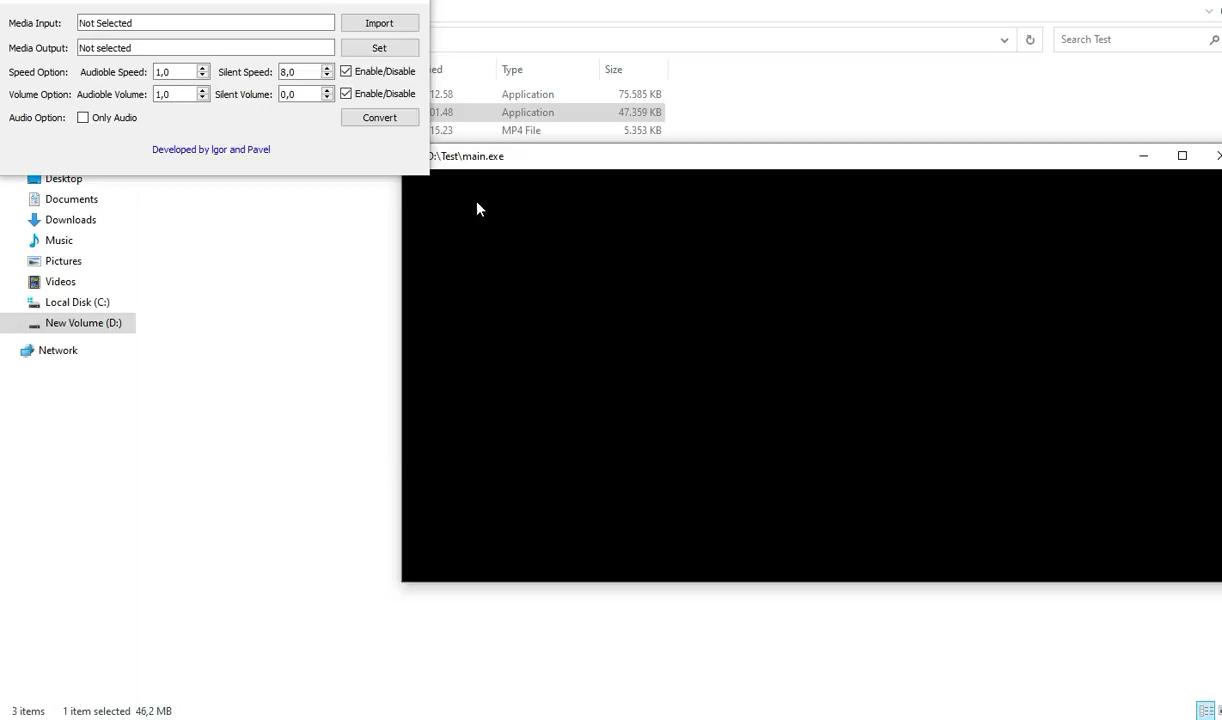 Media Input: Not Selected Import
Media Output: Not selected Set
Speed Option: Audioble Speed: 1,0 Silent Speed: 8,0 Enable/Disable
Volume Option: Audioble Volume: 1,0 Silent Volume: 0,0 Enable/Disable
Audio Option: Only Audio Convert
Developed by Igor and Pavel
Search Test
Type Size
12.58 Application 75.585 KB
01.48 Application 47.359 KB
15.23 MP4 File 5.353 KB
D:\Test\main.exe
Desktop
Documents
Downloads
Music
Pictures
Videos
Local Disk (C:)
New Volume (D:)
Network
3 items 1 item selected 46,2 MB